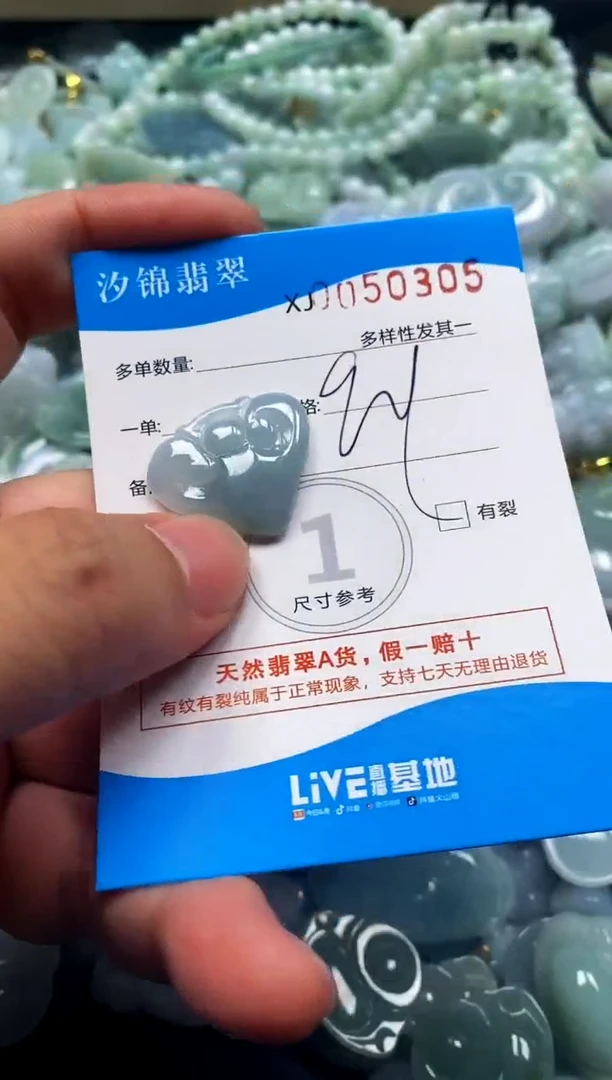 汐锦翡翠
XJ0050305
多样性发其一
多单数量:
一单: 格:
备
有裂
1
尺寸参考
天然翡翠A货，假一赔十
有纹有裂纯属于正常现象，支持七天无理由退货
LiVE直播基地